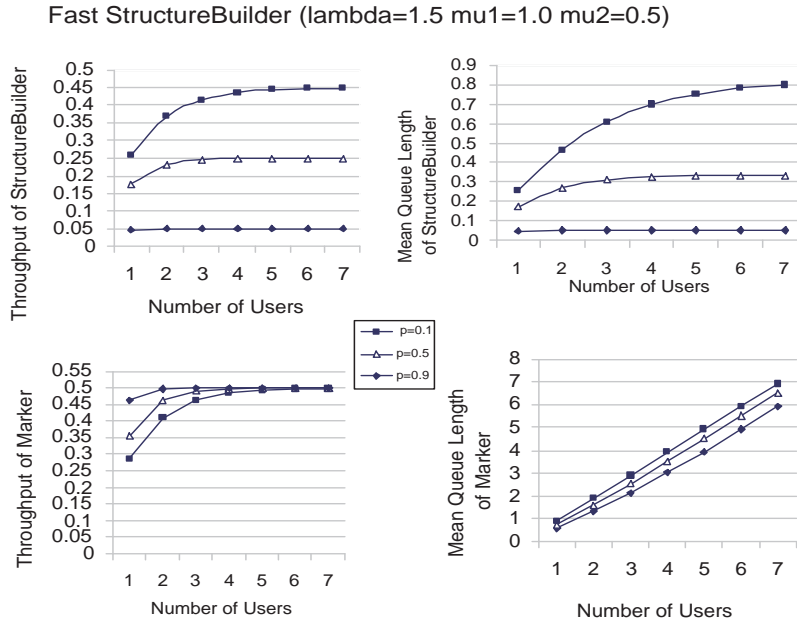 Fast StructureBuilder (lambda=1.5 mu1=1.0 mu2=0.5)
Throughput of StructureBuilder
0.5
0.45
0.4
0.35
0.3
0.25
0.2
0.15
0.1
0.05
0
1 2 3 4 5 6 7
Number of Users
Mean Queue Length
of StructureBuilder
0.9
0.8
0.7
0.6
0.5
0.4
0.3
0.2
0.1
0
1 2 3 4 5 6 7
Number of Users
p=0.1
p=0.5
p=0.9
Throughput of Marker
0.55
0.5
0.45
0.4
0.35
0.3
0.25
0.2
0.15
0.1
0.05
0
1 2 3 4 5 6 7
Number of Users
Mean Queue Length
of Marker
8
7
6
5
4
3
2
1
0
1 2 3 4 5 6 7
Number of Users